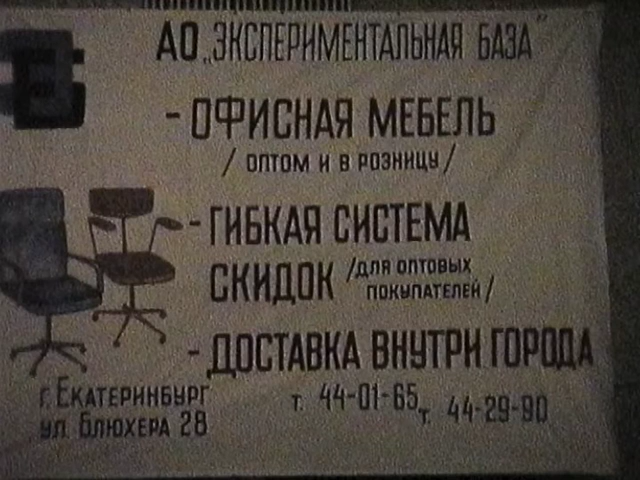 АО „ЭКСПЕРИМЕНТАЛЬНАЯ БАЗА"
- ОФИСНАЯ МЕБЕЛЬ
/ ОПТОМ И В РОЗНИЦУ /
- ГИБКАЯ СИСТЕМА
СКИДОК /ДЛЯ ОПТОВЫХ
ПОКУПАТЕЛЕЙ/
- ДОСТАВКА ВНУТРИ ГОРОДА
г. ЕКАТЕРИНБУРГ
ул. БЛЮХЕРА 28
т. 44-01-65, т. 44-29-90